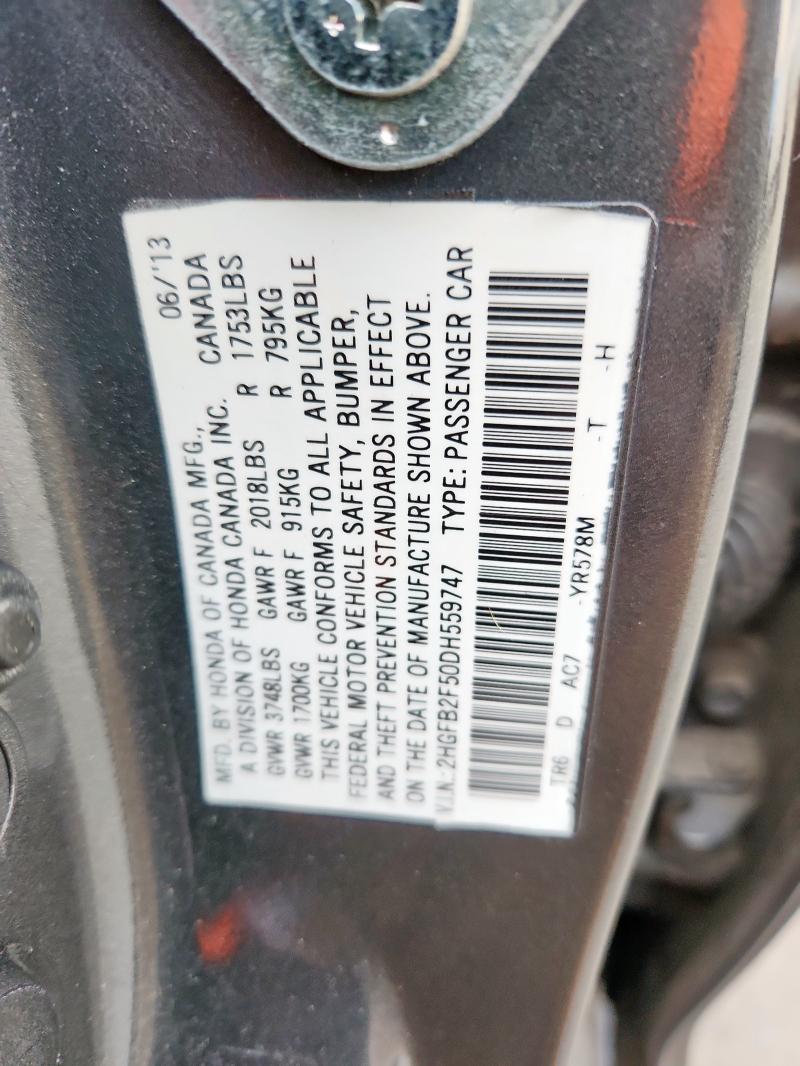 06/'13
MFD. BY HONDA OF CANADA MFG.,
A DIVISION OF HONDA CANADA INC. CANADA
GVWR 3748LBS GAWR F 2018LBS R 1753LBS
GVWR 1700KG GAWR F 915KG R 795KG
THIS VEHICLE CONFORMS TO ALL APPLICABLE
FEDERAL MOTOR VEHICLE SAFETY, BUMPER,
AND THEFT PREVENTION STANDARDS IN EFFECT
ON THE DATE OF MANUFACTURE SHOWN ABOVE.
V.I.N.: 2HGFB2F50DH559747 TYPE: PASSENGER CAR
TR6 D AC7 -YR578M -T -H